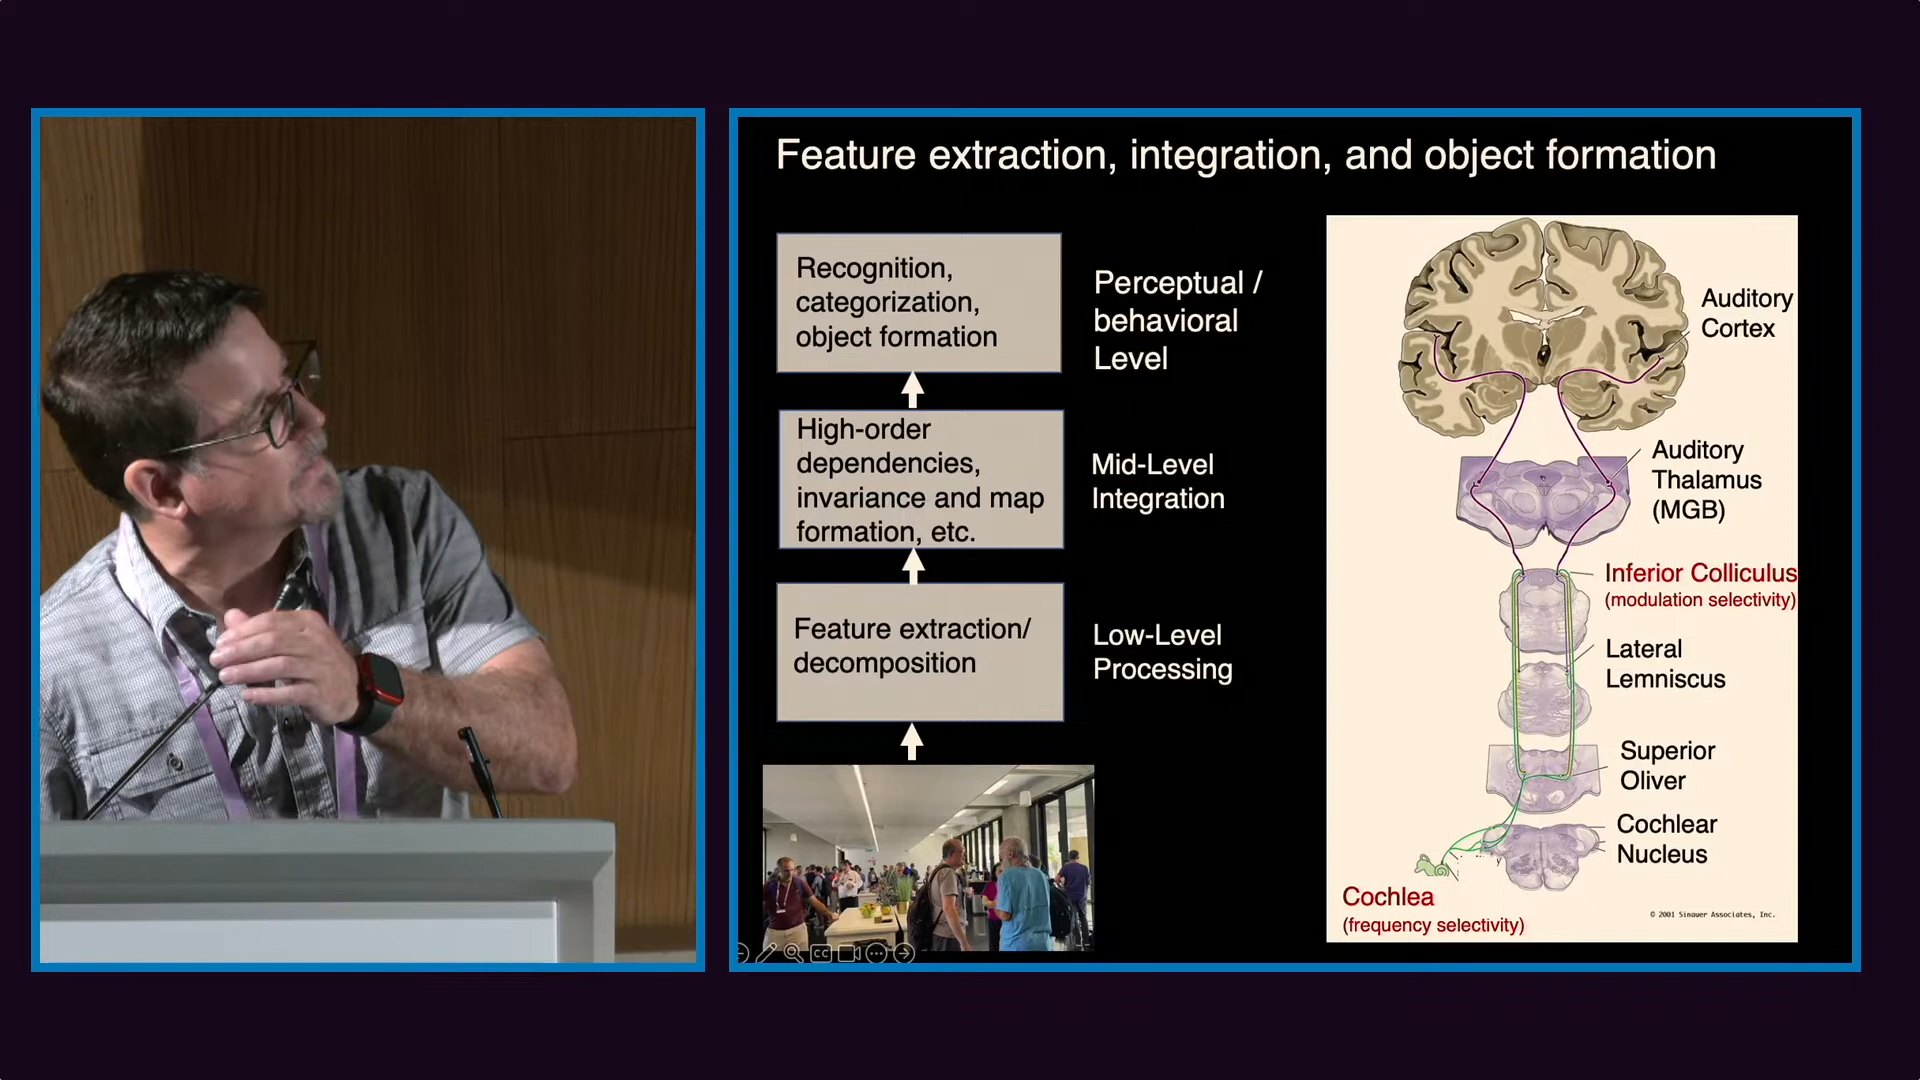 Feature extraction, integration, and object formation
Recognition,
categorization,
object formation
Perceptual /
behavioral
Level
High-order
dependencies,
invariance and map
formation, etc.
Mid-Level
Integration
Feature extraction/
decomposition
Low-Level
Processing
Auditory
Cortex
Auditory
Thalamus
(MGB)
Inferior Colliculus
(modulation selectivity)
Lateral
Lemniscus
Superior
Oliver
Cochlear
Nucleus
Cochlea
(frequency selectivity)
© 2001 Sinauer Associates, Inc.
CC